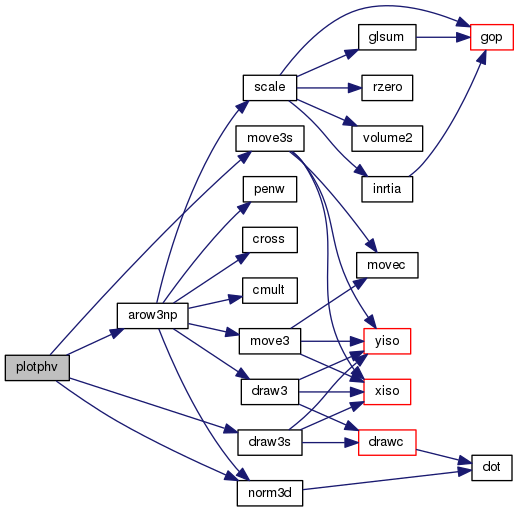 glsum
gop
scale
rzero
move3s
volume2
penw
inrtia
cross
movec
cmult
arow3np
move3
yiso
plotphv
draw3
xiso
draw3s
drawc
dot
norm3d